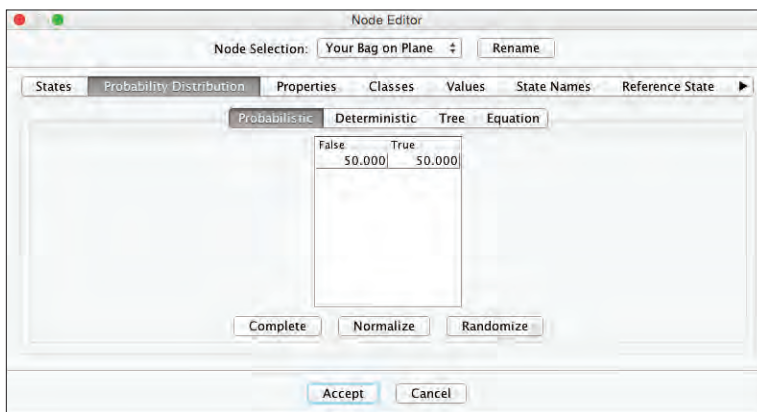 Node Editor
Node Selection: Your Bag on Plane Rename
States Probability Distribution Properties Classes Values State Names Reference State
Probabilistic Deterministic Tree Equation
False True
50.000 50.000
Complete Normalize Randomize
Accept Cancel